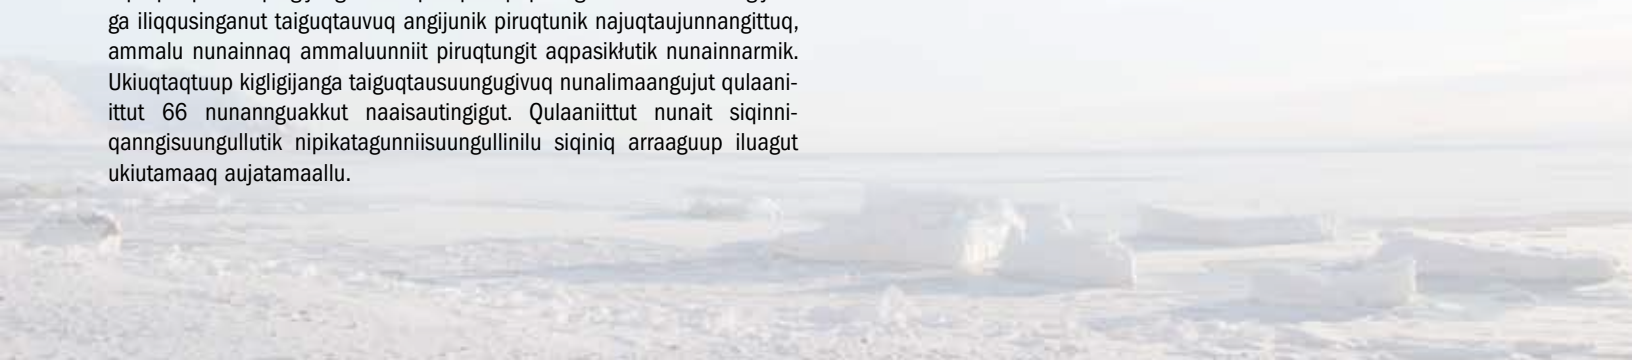 ga iliqqusinganut taiguqtauvuq angijunik piruqtunik najuqtaujunnangittuq,
ammalu nunainnaq ammaluunniit piruqtungit aqpasikłutik nunainnarmik.
Ukiuqtaqtuup kigligijanga taiguqtausuungugivuq nunalimaangujut qulaani-
ittut 66 nunannguakkut naaisautingigut. Qulaaniittut nunait siqinni-
qanngisuungullutik nipikatagunniisuungullinilu siqiniq arraaguup iluagut
ukiutamaaq aujatamaallu.